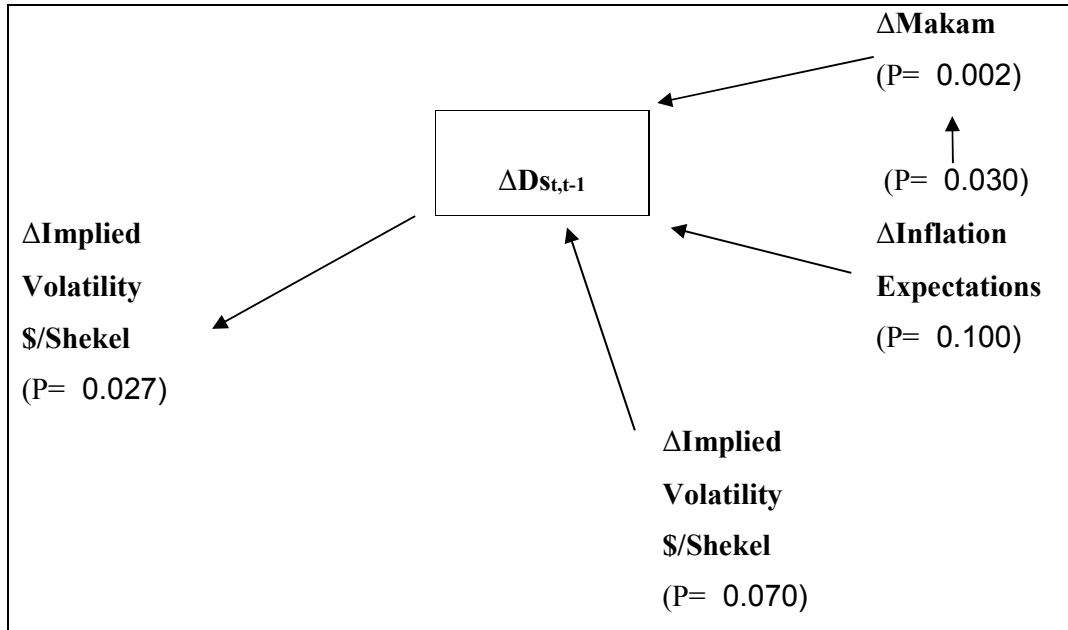 ∆Makam
(P= 0.002)
∆Dst,t-1
(P= 0.030)
∆Implied
Volatility
$/Shekel
(P= 0.027)
∆Inflation
Expectations
(P= 0.100)
∆Implied
Volatility
$/Shekel
(P= 0.070)